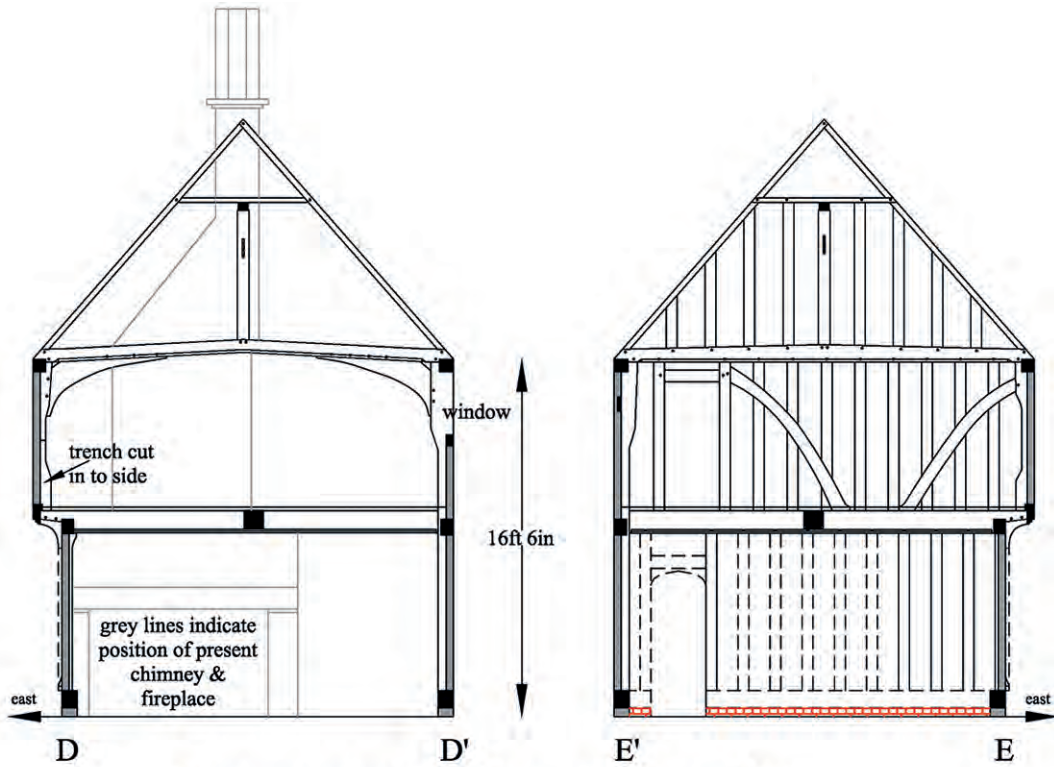 window
trench cut
in to side
16ft 6in
grey lines indicate
position of present
chimney &
fireplace
east
east
D
D'
E'
E